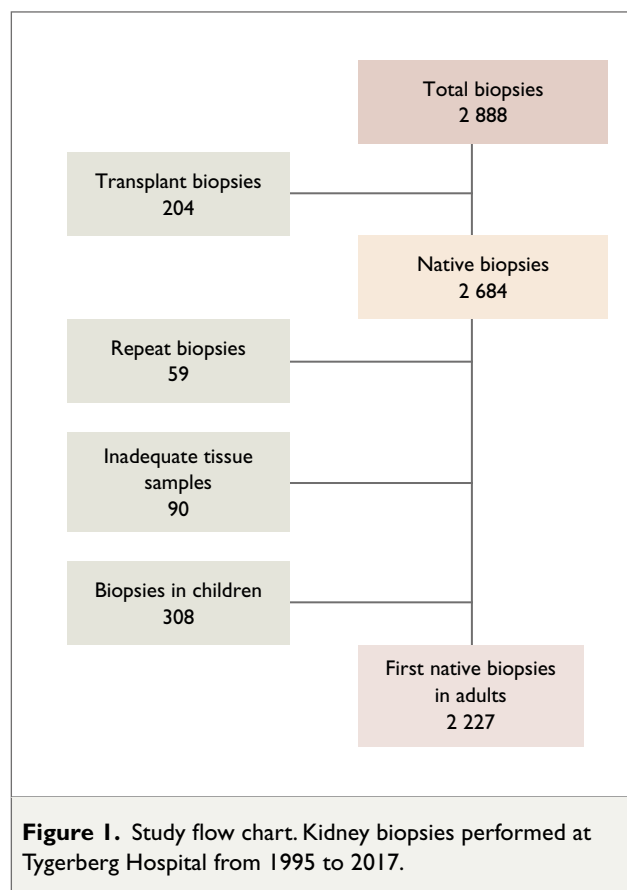 Total biopsies
2 888
Transplant biopsies
204
Native biopsies
2 684
Repeat biopsies
59
Inadequate tissue
samples
90
Biopsies in children
308
First native biopsies
in adults
2 227
Figure 1. Study flow chart. Kidney biopsies performed at
Tygerberg Hospital from 1995 to 2017.